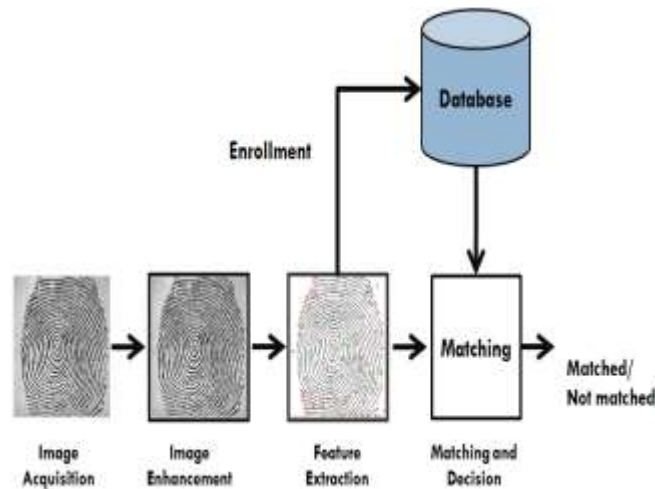 Database
Enrollment
Matching
Matched/
Not matched
Image
Acquisition
Image
Enhancement
Feature
Extraction
Matching and
Decision